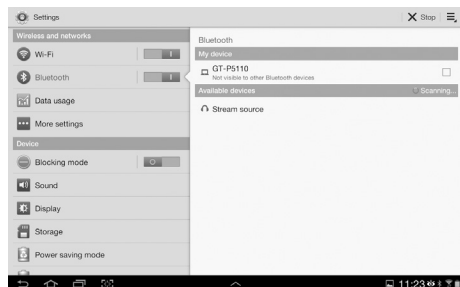 Settings
Stop
Wireless and networks
Wi-Fi
Bluetooth
Data usage
More settings
Device
Blocking mode
Sound
Display
Storage
Power saving mode
Bluetooth
My device
GT-P5110
Not visible to other Bluetooth devices
Available devices
Scanning...
Stream source
11:23